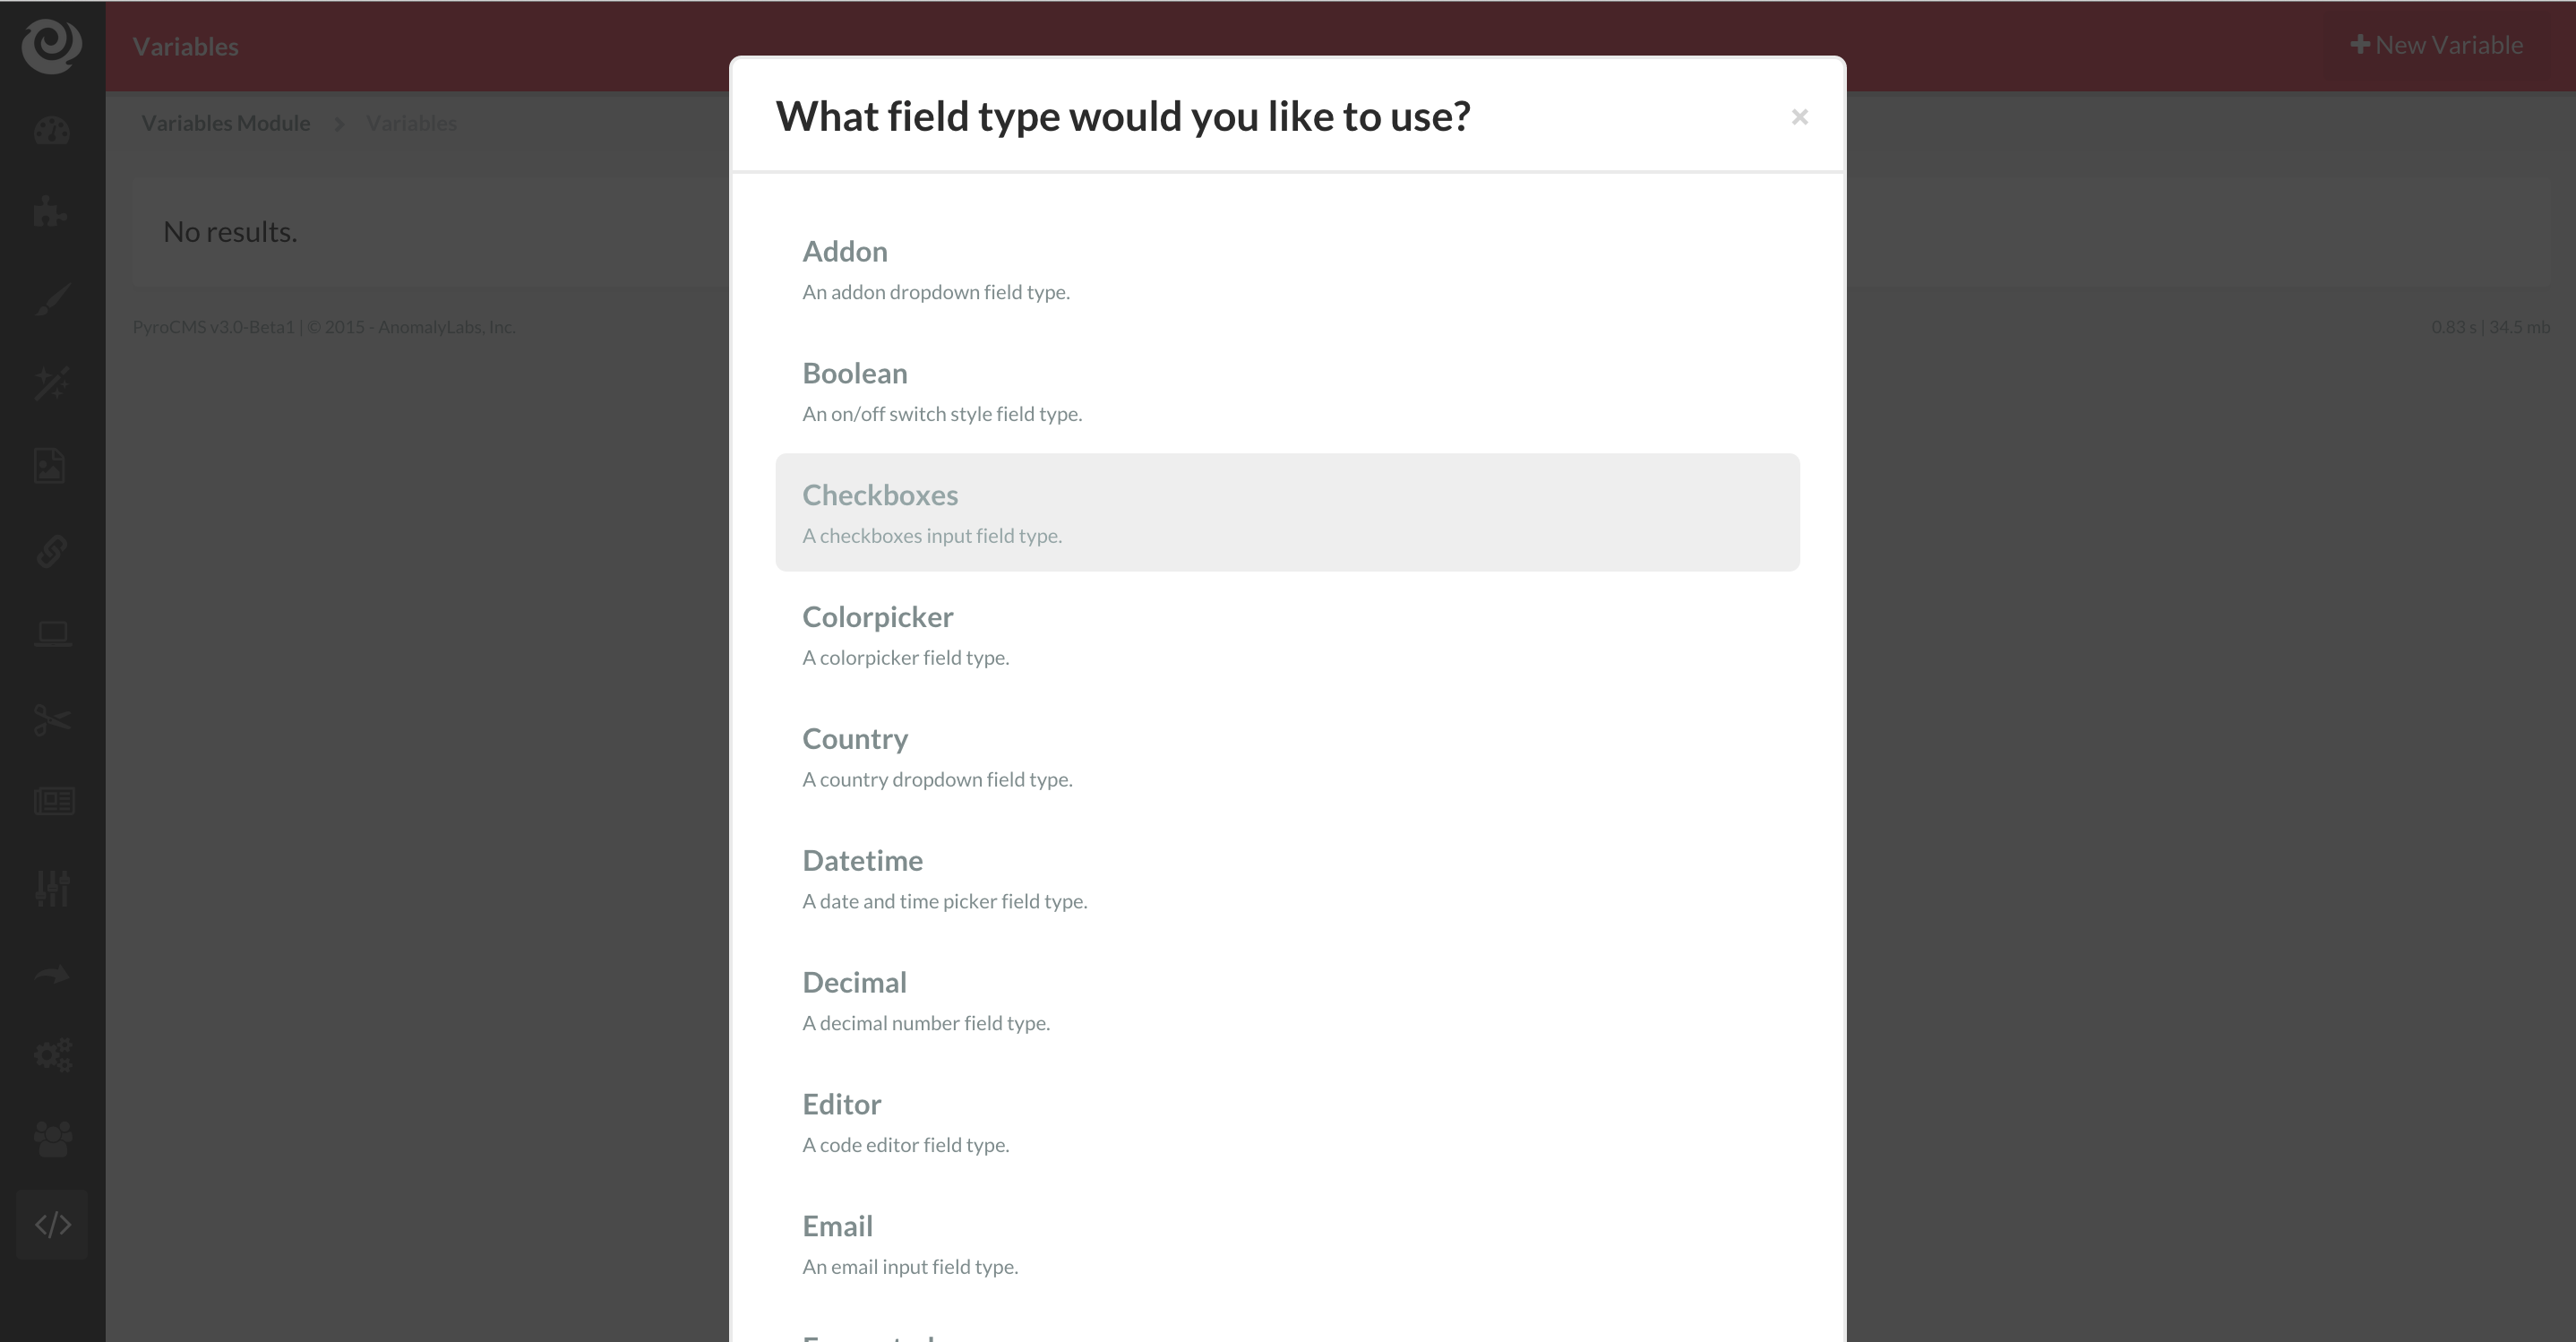 Variables
New Variable
Variables Module
Variables
No results.
PyroCMS v3.0-Beta1 | © 2015 - AnomalyLabs, Inc.
0.83 s | 34.5 mb
What field type would you like to use?
×
Addon
An addon dropdown field type.
Boolean
An on/off switch style field type.
Checkboxes
A checkboxes input field type.
Colorpicker
A colorpicker field type.
Country
A country dropdown field type.
Datetime
A date and time picker field type.
Decimal
A decimal number field type.
Editor
A code editor field type.
Email
An email input field type.